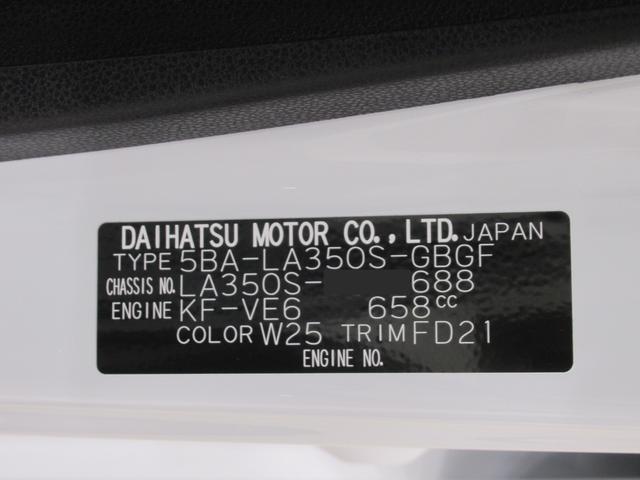 DAIHATSU MOTOR CO.,LTD. JAPAN
TYPE 5BA-LA350S-GBGF
CHASSIS NO. LA350S- 688
ENGINE KF-VE6 658cc
COLOR W25 TRIM FD21
ENGINE NO.